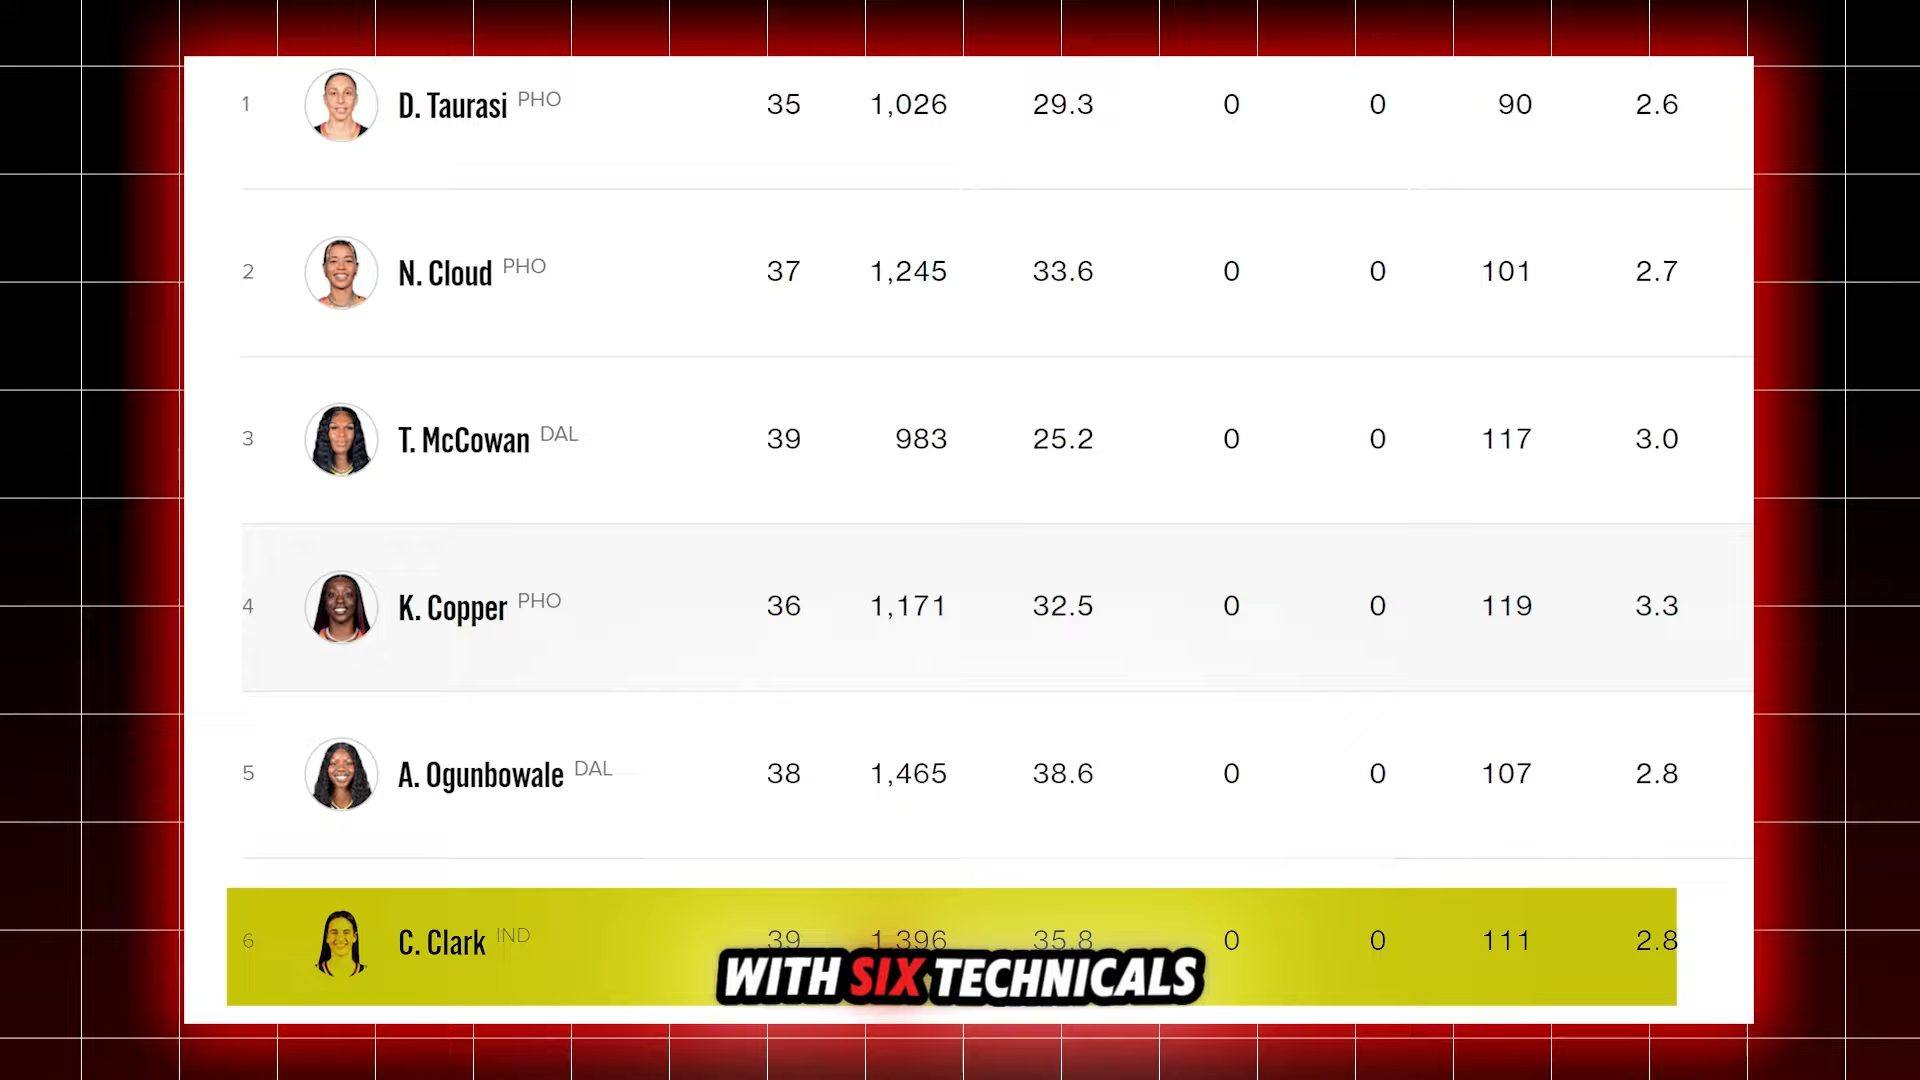 1 D. Taurasi PHO 35 1,026 29.3 0 0 90 2.6
2 N. Cloud PHO 37 1,245 33.6 0 0 101 2.7
3 T. McCowan DAL 39 983 25.2 0 0 117 3.0
4 K. Copper PHO 36 1,171 32.5 0 0 119 3.3
5 A. Ogunbowale DAL 38 1,465 38.6 0 0 107 2.8
6 C. Clark IND 39 1,396 35.8 0 0 111 2.8
WITH SIX TECHNICALS